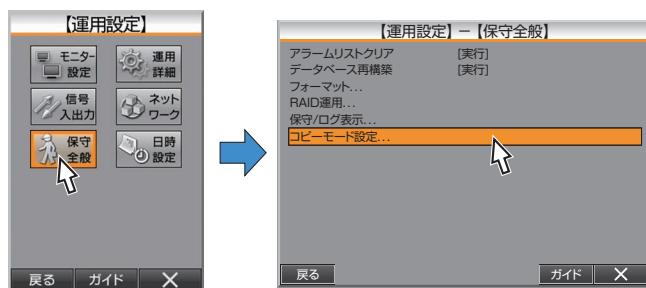 【運用設定】
モニター
設定
運用
詳細
信号
入出力
ネット
ワーク
保守
全般
日時
設定
戻る ガイド ✕
【運用設定】－【保守全般】
アラームリストクリア [実行]
データベース再構築 [実行]
フォーマット...
RAID運用...
保守/ログ表示...
コピーモード設定...
戻る ガイド ✕